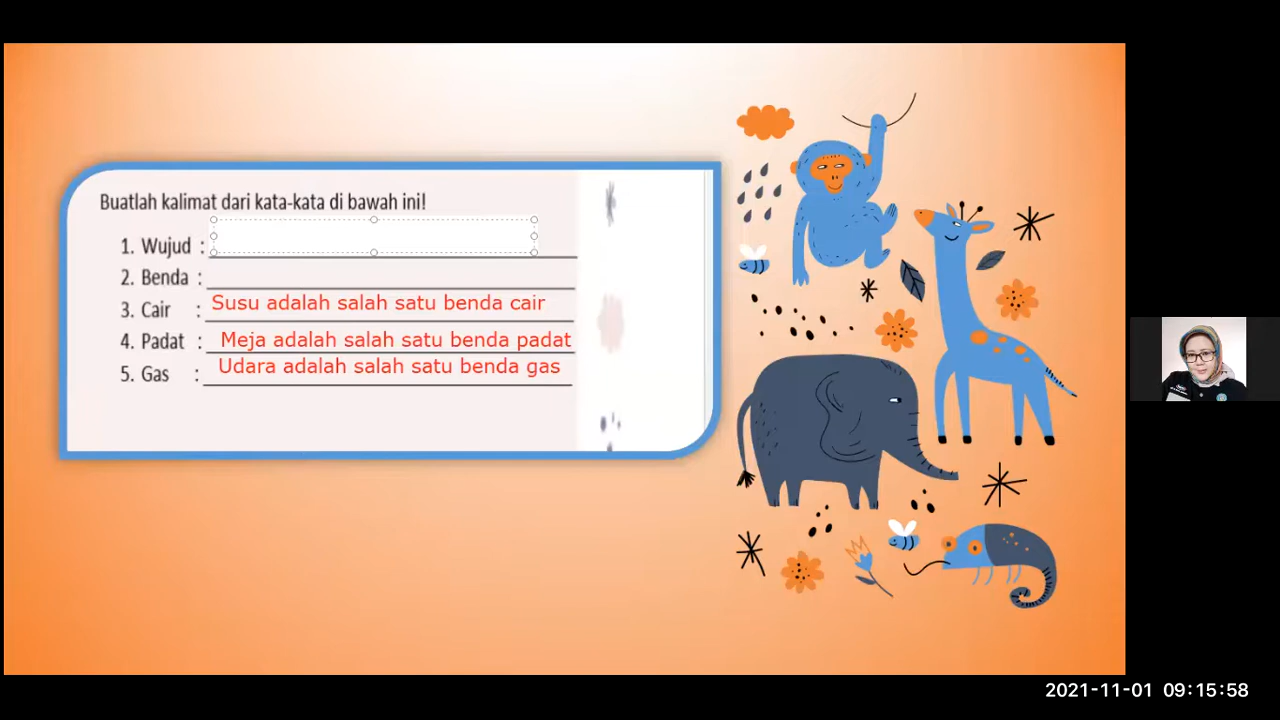 Buatlah kalimat dari kata-kata di bawah ini!
1. Wujud :
2. Benda :
3. Cair : Susu adalah salah satu benda cair
4. Padat : Meja adalah salah satu benda padat
5. Gas : Udara adalah salah satu benda gas
2021-11-01 09:15:58